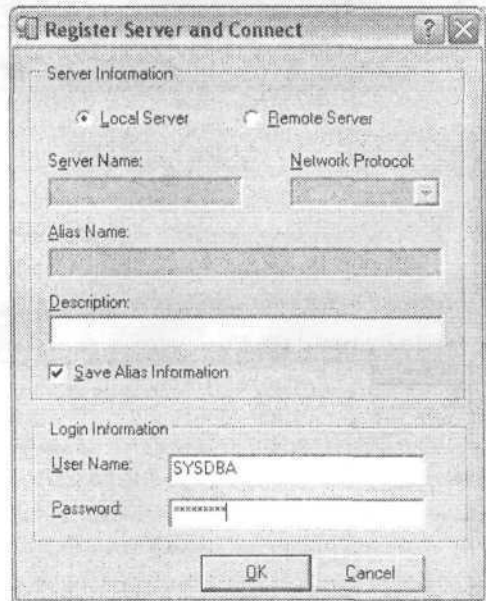 Register Server and Connect
Server Information
Local Server Remote Server
Server Name: Network Protocol:
Alias Name:
Description:
Save Alias Information
Login Information
User Name: SYSDBA
Password: *********
OK Cancel